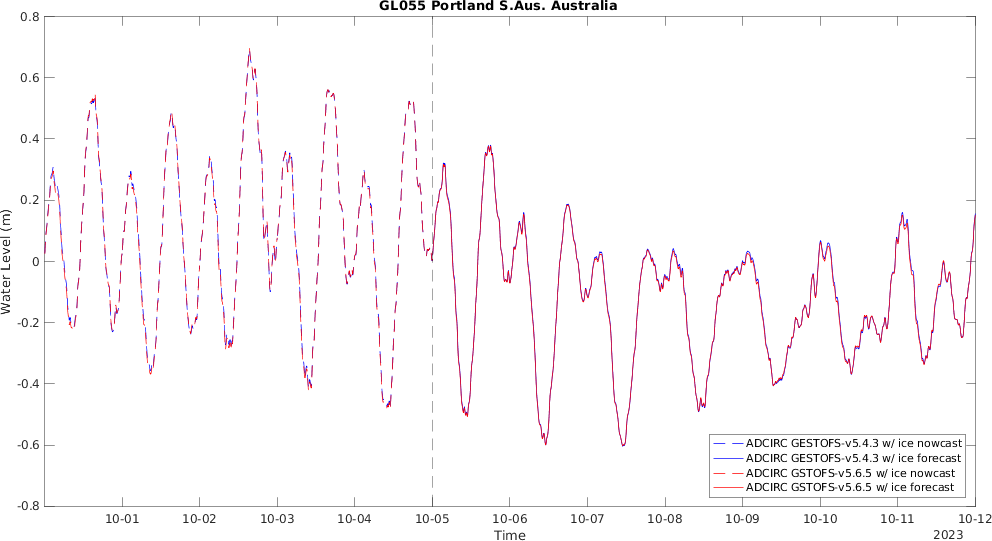 GL055 Portland S.Aus. Australia
0.8
0.6
0.4
0.2
0
-0.2
-0.4
-0.6
-0.8
Water Level (m)
10-01 10-02 10-03 10-04 10-05 10-06 10-07 10-08 10-09 10-10 10-11 10-12
Time
2023
ADCIRC GESTOFS-v5.4.3 w/ ice nowcast
ADCIRC GESTOFS-v5.4.3 w/ ice forecast
ADCIRC GSTOFS-v5.6.5 w/ ice nowcast
ADCIRC GSTOFS-v5.6.5 w/ ice forecast